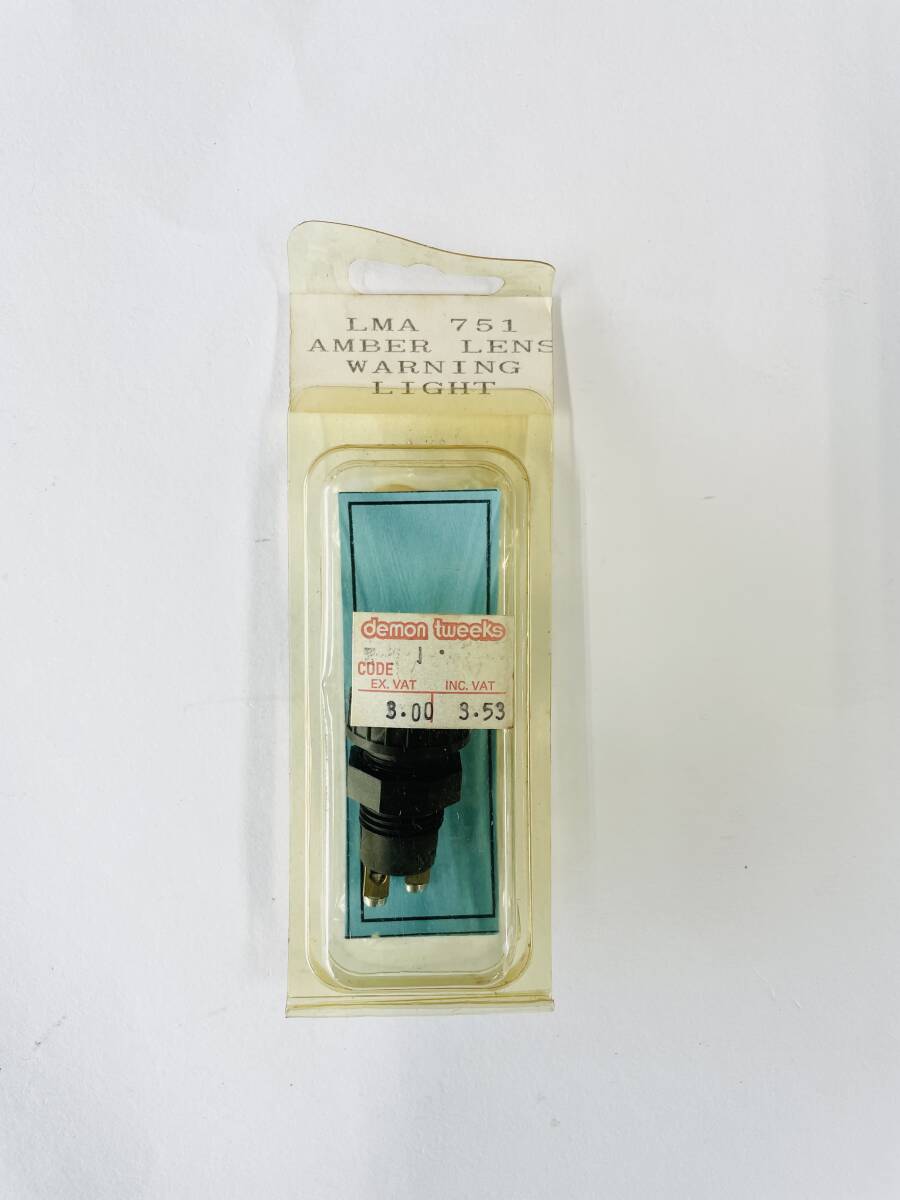 LMA 751
AMBER LENS
WARNING
LIGHT
demon tweeks
CODE
EX. VAT INC. VAT
3.00 3.53